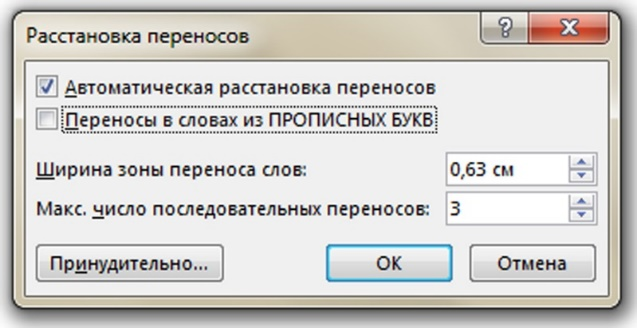 Расстановка переносов
Автоматическая расстановка переносов
Переносы в словах из ПРОПИСНЫХ БУКВ
Ширина зоны переноса слов: 0,63 см
Макс. число последовательных переносов: 3
Принудительно... ОК Отмена